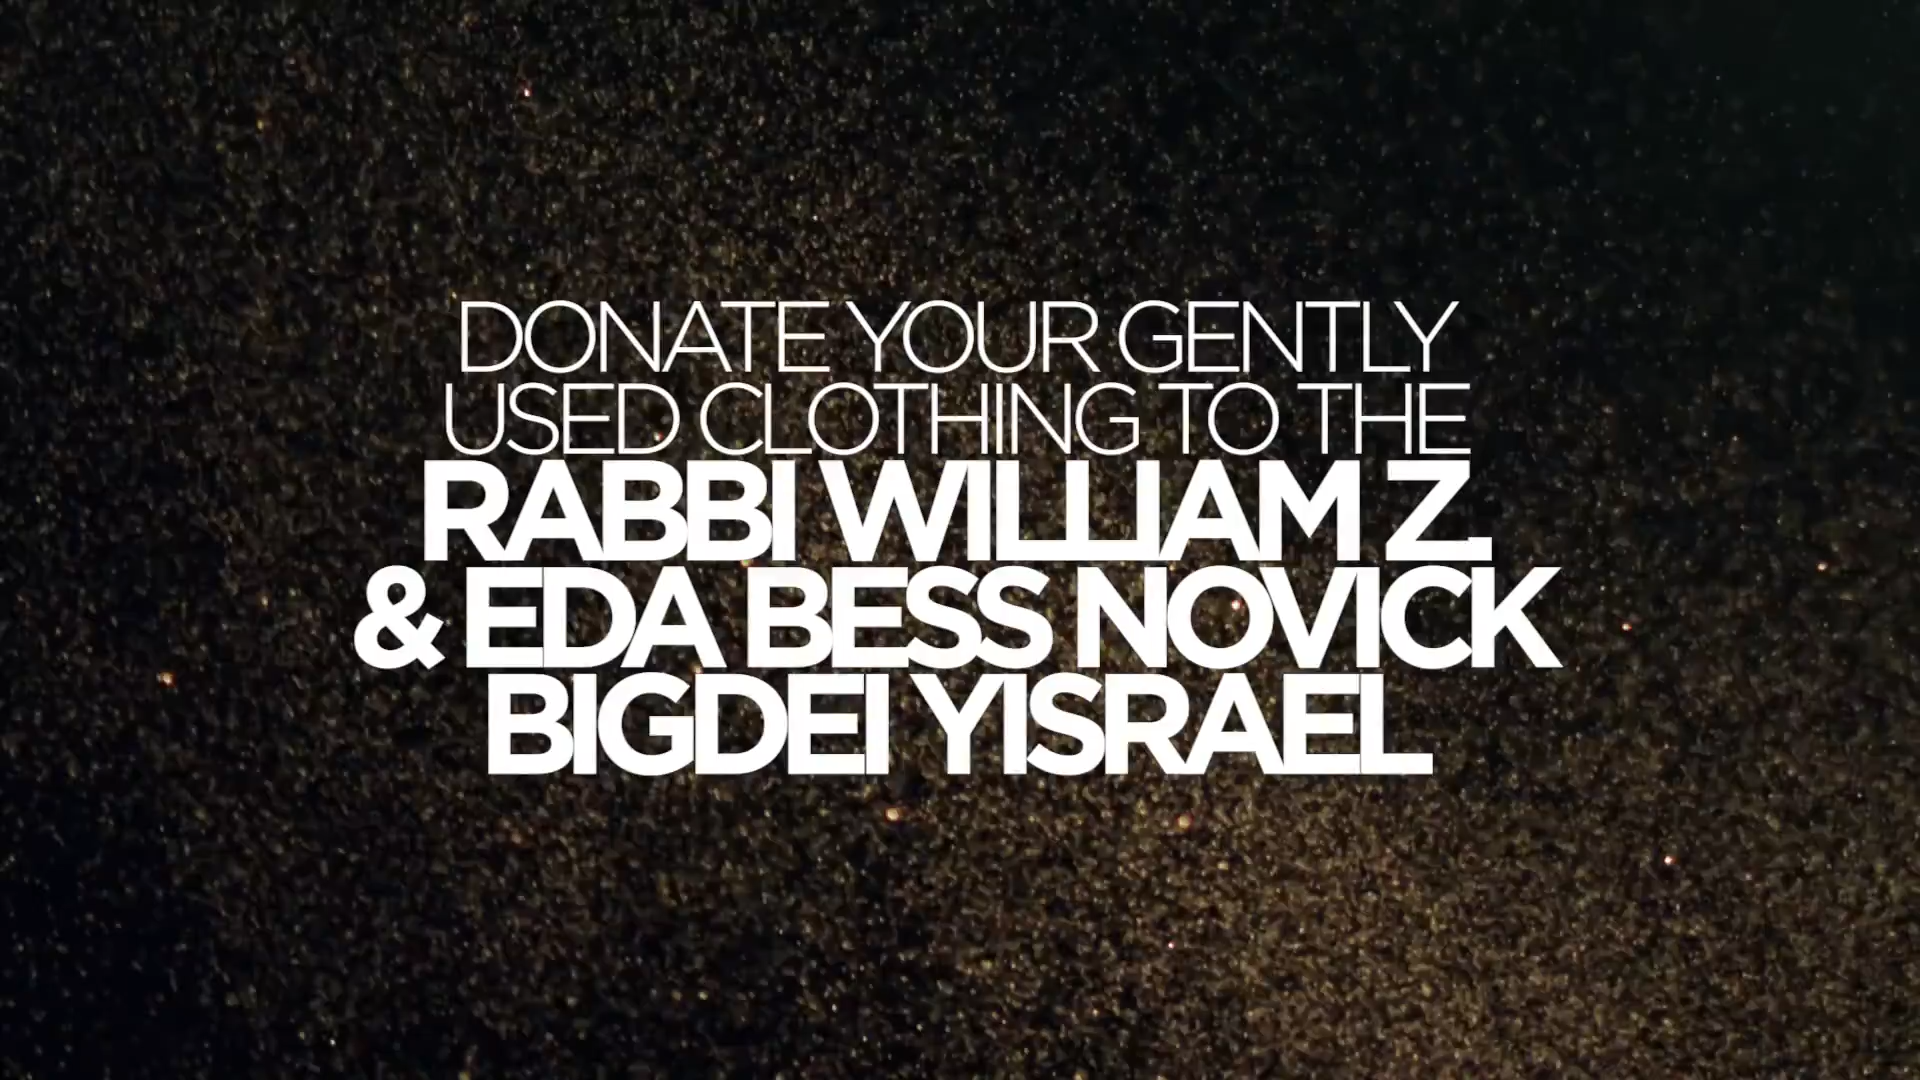 DONATE YOUR GENTLY
USED CLOTHING TO THE
RABBI WILLIAM Z.
& EDA BESS NOVICK
BIGDEI YISRAEL